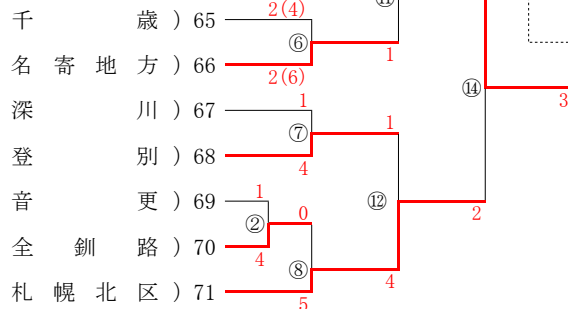 ⑪
千歳）65 2(4)
⑥ 1
名寄地方）66 2(6)
⑭ 3
深川）67 1
⑦ 1
登別）68 4
音更）69 1
② 0 ⑫ 2
全釧路）70 4
⑧ 4
札幌北区）71 5